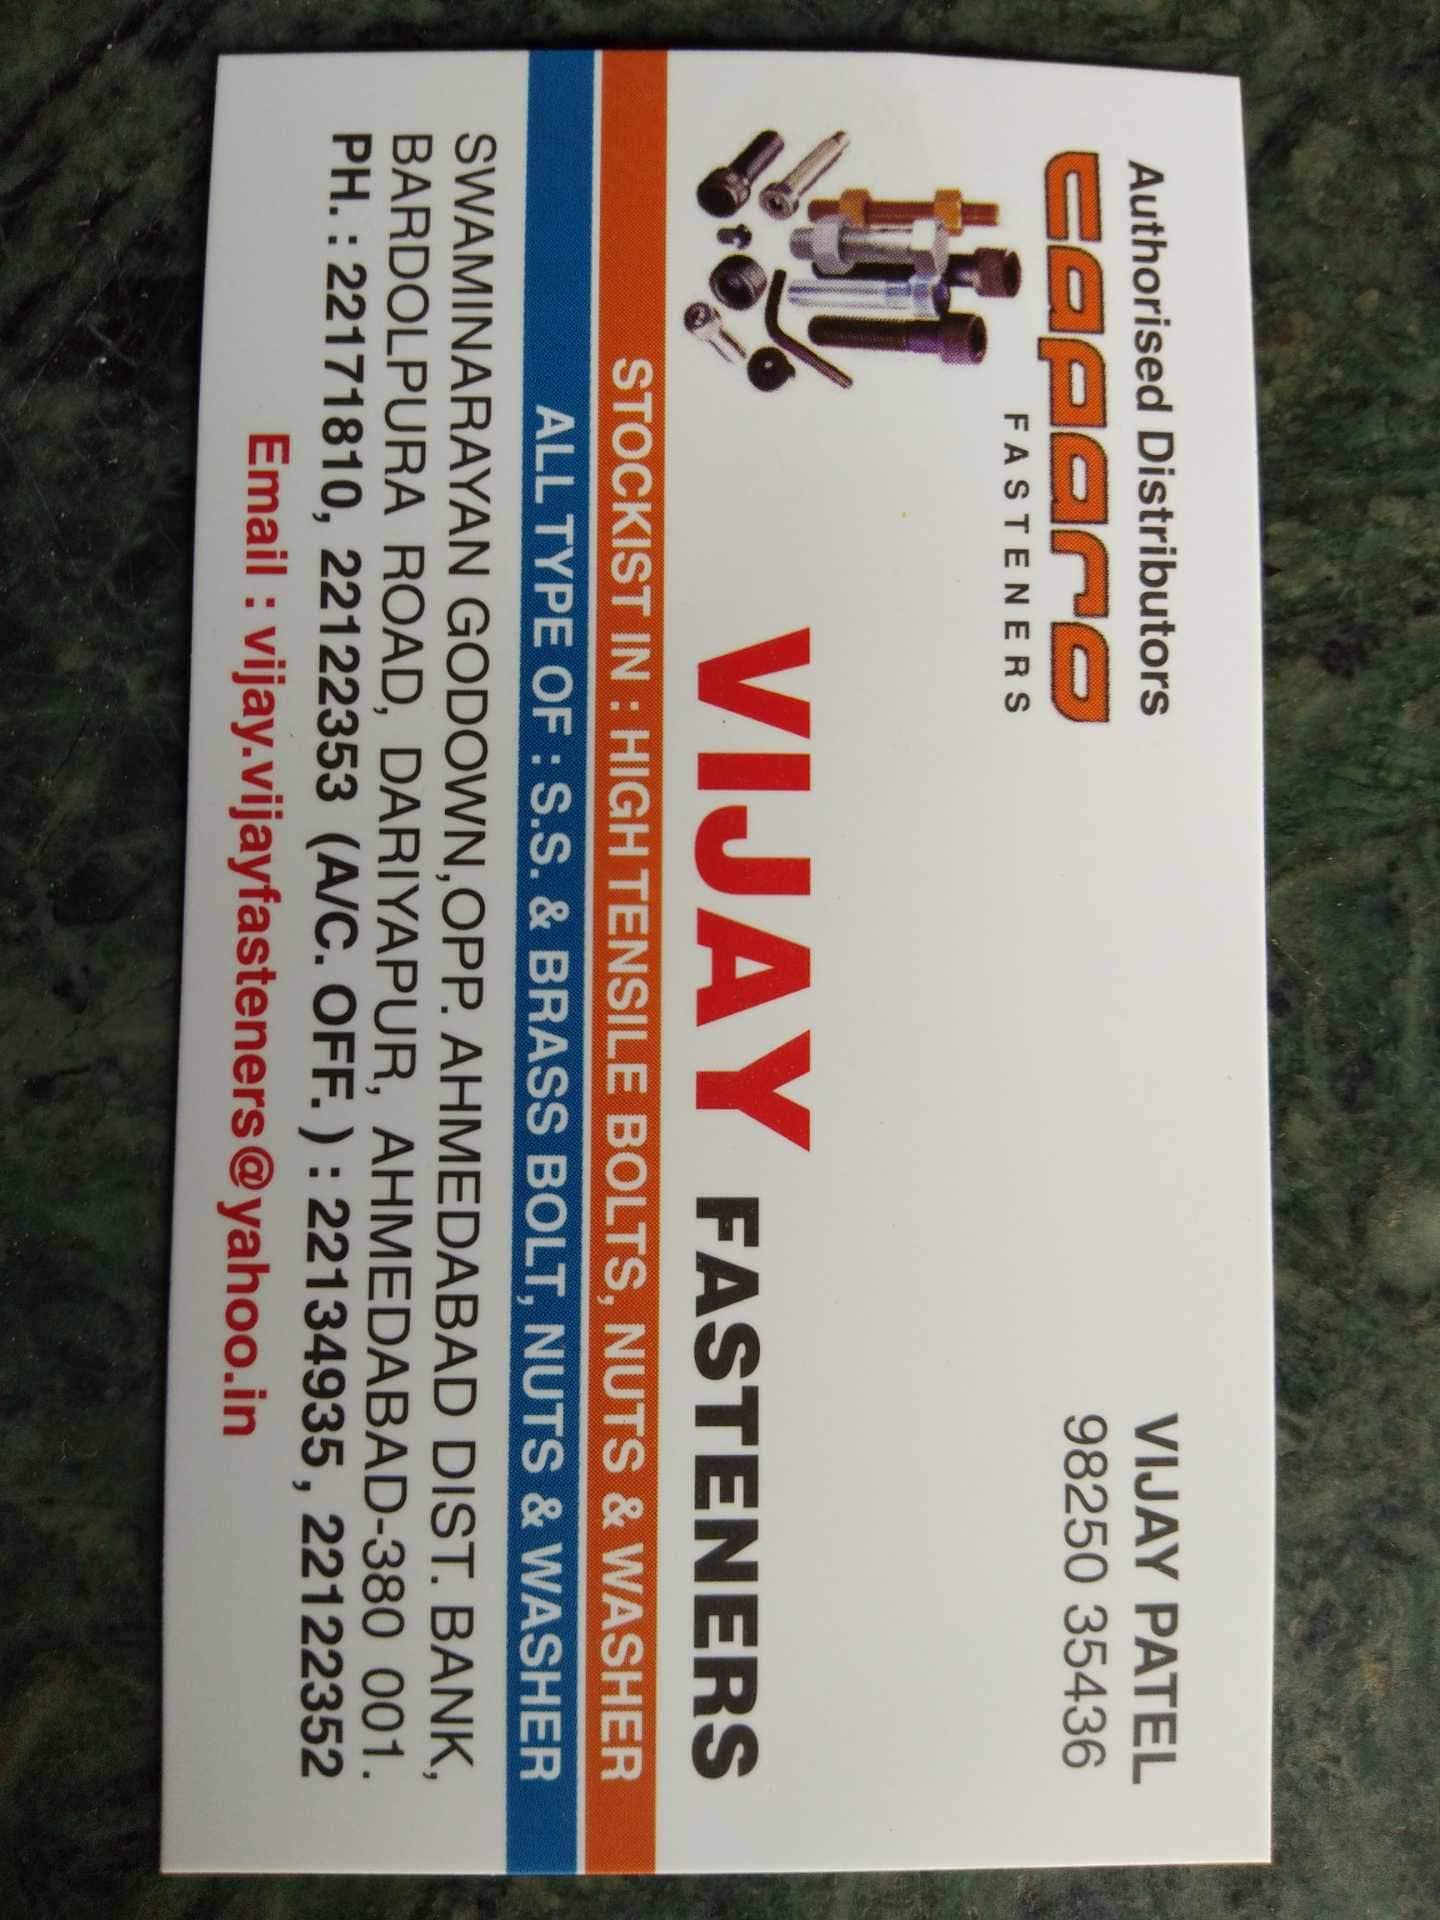 Authorised Distributors
caparo
FASTENERS
VIJAY PATEL
98250 35436
VIJAY FASTENERS
STOCKIST IN : HIGH TENSILE BOLTS, NUTS & WASHER
ALL TYPE OF : S.S. & BRASS BOLT, NUTS & WASHER
SWAMINARAYAN GODOWN,OPP. AHMEDABAD DIST. BANK,
BARDOLPURA ROAD, DARIYAPUR, AHMEDABAD-380 001.
PH. : 22171810, 22122353 (A/C. OFF. ) : 22134935, 22122352
Email : vijay.vijayfasteners@yahoo.in